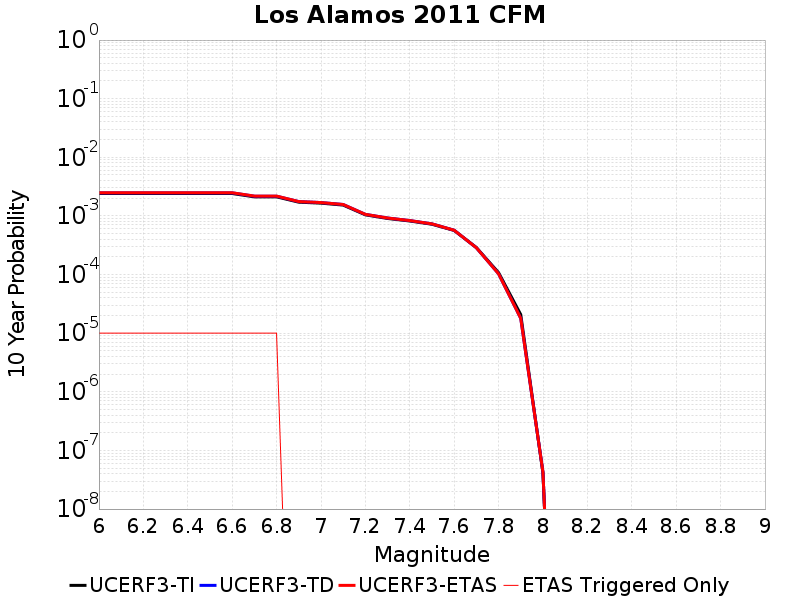 Los Alamos 2011 CFM
10 Year Probability
10^0
10^-1
10^-2
10^-3
10^-4
10^-5
10^-6
10^-7
10^-8
6 6.2 6.4 6.6 6.8 7 7.2 7.4 7.6 7.8 8 8.2 8.4 8.6 8.8 9
Magnitude
UCERF3-TI UCERF3-TD UCERF3-ETAS ETAS Triggered Only